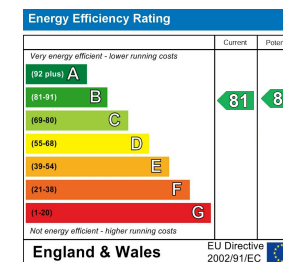 Energy Efficiency Rating
Current
Very energy efficient - lower running costs
(92 plus) A
(81-91) B
81
(69-80) C
(55-68) D
(39-54) E
(21-38) F
(1-20) G
Not energy efficient - higher running costs
England & Wales
EU Directive
2002/91/EC